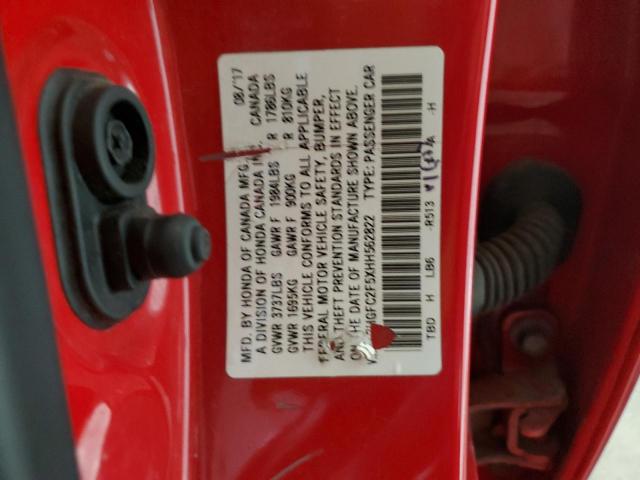 MFD. BY HONDA OF CANADA MFG., 08/'17
A DIVISION OF HONDA CANADA INC. CANADA
GVWR 3737LBS GAWR F 1984LBS R 1786LBS
GVWR 1695KG GAWR F 900KG R 810KG
THIS VEHICLE CONFORMS TO ALL APPLICABLE
FEDERAL MOTOR VEHICLE SAFETY, BUMPER,
AND THEFT PREVENTION STANDARDS IN EFFECT
ON THE DATE OF MANUFACTURE SHOWN ABOVE.
HGFC2F5XHH562822 TYPE: PASSENGER CAR
TBD H LB6 -R513 A -H